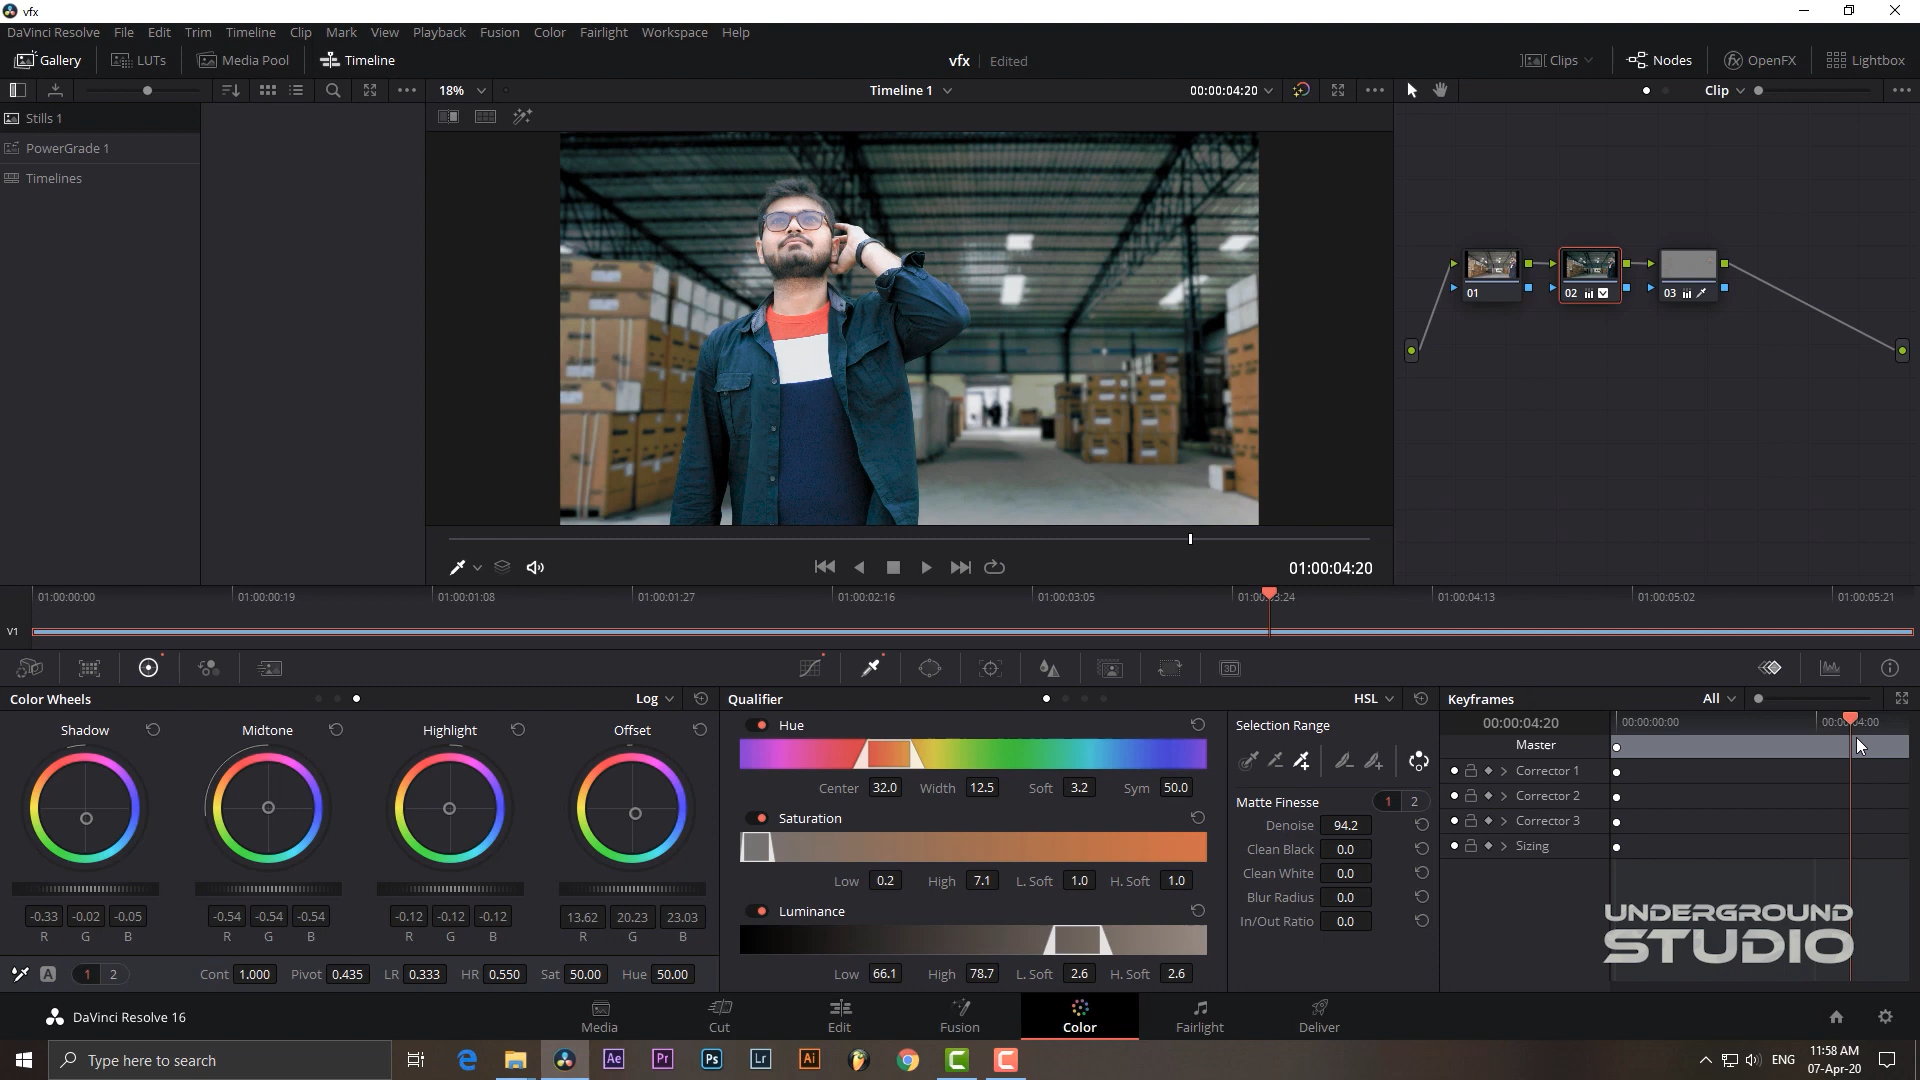 vfx
DaVinci Resolve File Edit Trim Timeline Clip Mark View Playback Fusion Color Fairlight Workspace Help
Gallery LUTs Media Pool Timeline vfx Edited Clips Nodes OpenFX Lightbox
18% Timeline 1 00:00:04:20 Clip
Stills 1
PowerGrade 1
Timelines
01 02 03
01:00:04:20
01:00:00:00 01:00:00:19 01:00:01:08 01:00:01:27 01:00:02:16 01:00:03:05 01:00:03:24 01:00:04:13 01:00:05:02 01:00:05:21
V1
3D
Color Wheels Log
Shadow Midtone Highlight Offset
-0.33 -0.02 -0.05 -0.54 -0.54 -0.54 -0.12 -0.12 -0.12 13.62 20.23 23.03
R G B R G B R G B R G B
A 1 2 Cont 1.000 Pivot 0.435 LR 0.333 HR 0.550 Sat 50.00 Hue 50.00
Qualifier HSL
Hue
Center 32.0 Width 12.5 Soft 3.2 Sym 50.0
Saturation
Low 0.2 High 7.1 L. Soft 1.0 H. Soft 1.0
Luminance
Low 66.1 High 78.7 L. Soft 2.6 H. Soft 2.6
Selection Range
Matte Finesse 1 2
Denoise 94.2
Clean Black 0.0
Clean White 0.0
Blur Radius 0.0
In/Out Ratio 0.0
Keyframes All
00:00:04:20 00:00:00:00 00:00:04:00
Master
Corrector 1
Corrector 2
Corrector 3
Sizing
UNDERGROUND
STUDIO
DaVinci Resolve 16 Media Cut Edit Fusion Color Fairlight Deliver
Type here to search Ae Pr Ps Lr Ai ENG 11:58 AM
07-Apr-20